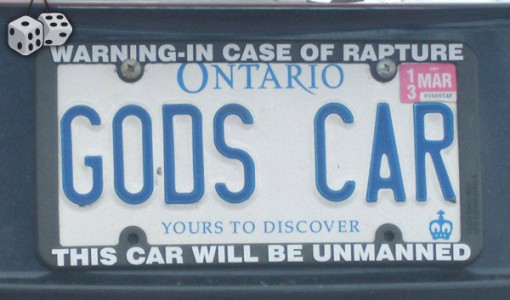 WARNING-IN CASE OF RAPTURE
ONTARIO
13 MAR
GODS CAR
YOURS TO DISCOVER
THIS CAR WILL BE UNMANNED